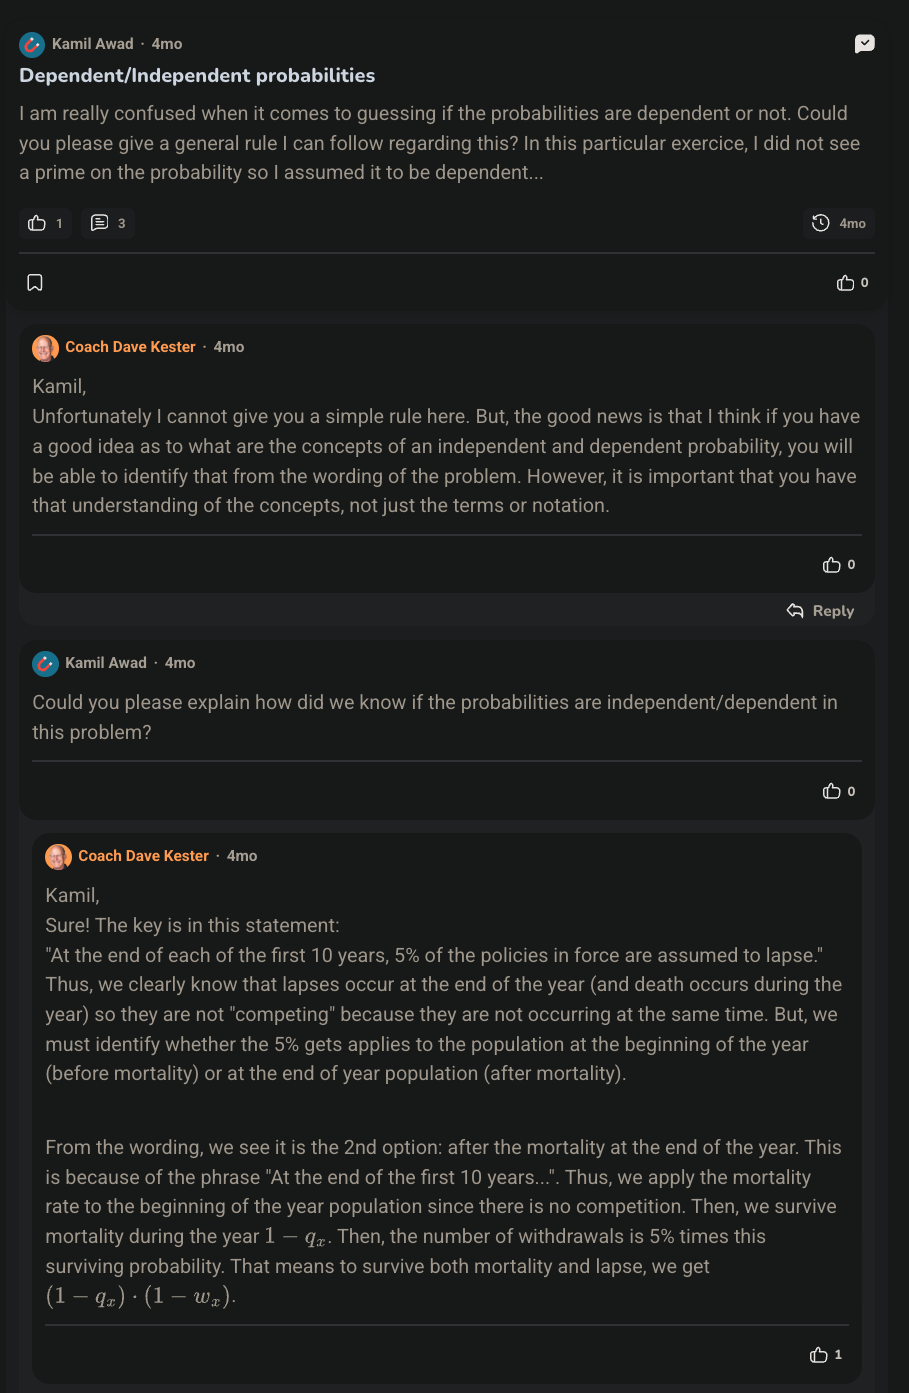 Kamil Awad · 4mo
Dependent/Independent probabilities
I am really confused when it comes to guessing if the probabilities are dependent or not. Could
you please give a general rule I can follow regarding this? In this particular exercice, I did not see
a prime on the probability so I assumed it to be dependent...
1 3 4mo
0
Coach Dave Kester · 4mo
Kamil,
Unfortunately I cannot give you a simple rule here. But, the good news is that I think if you have
a good idea as to what are the concepts of an independent and dependent probability, you will
be able to identify that from the wording of the problem. However, it is important that you have
that understanding of the concepts, not just the terms or notation.
0
Reply
Kamil Awad · 4mo
Could you please explain how did we know if the probabilities are independent/dependent in
this problem?
0
Coach Dave Kester · 4mo
Kamil,
Sure! The key is in this statement:
"At the end of each of the first 10 years, 5% of the policies in force are assumed to lapse."
Thus, we clearly know that lapses occur at the end of the year (and death occurs during the
year) so they are not "competing" because they are not occurring at the same time. But, we
must identify whether the 5% gets applies to the population at the beginning of the year
(before mortality) or at the end of year population (after mortality).
From the wording, we see it is the 2nd option: after the mortality at the end of the year. This
is because of the phrase "At the end of the first 10 years...". Thus, we apply the mortality
rate to the beginning of the year population since there is no competition. Then, we survive
mortality during the year 1 − qₓ. Then, the number of withdrawals is 5% times this
surviving probability. That means to survive both mortality and lapse, we get
(1 − qₓ) · (1 − wₓ).
1